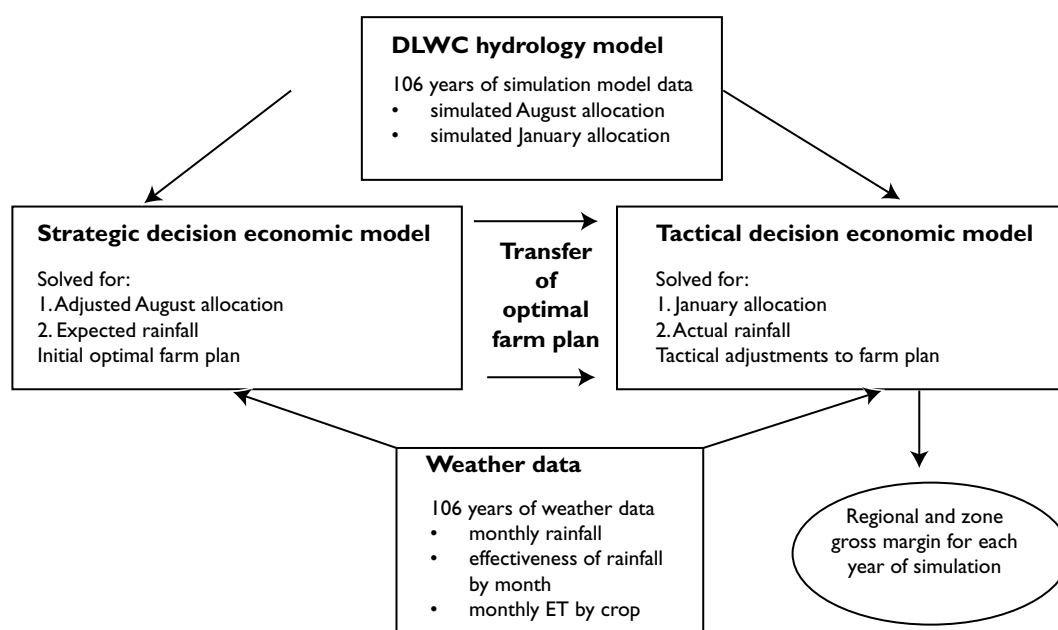 DLWC hydrology model
106 years of simulation model data
• simulated August allocation
• simulated January allocation
Strategic decision economic model
Solved for:
1. Adjusted August allocation
2. Expected rainfall
Initial optimal farm plan
Transfer
of
optimal
farm plan
Tactical decision economic model
Solved for:
1. January allocation
2. Actual rainfall
Tactical adjustments to farm plan
Weather data
106 years of weather data
• monthly rainfall
• effectiveness of rainfall
by month
• monthly ET by crop
Regional and zone
gross margin for each
year of simulation